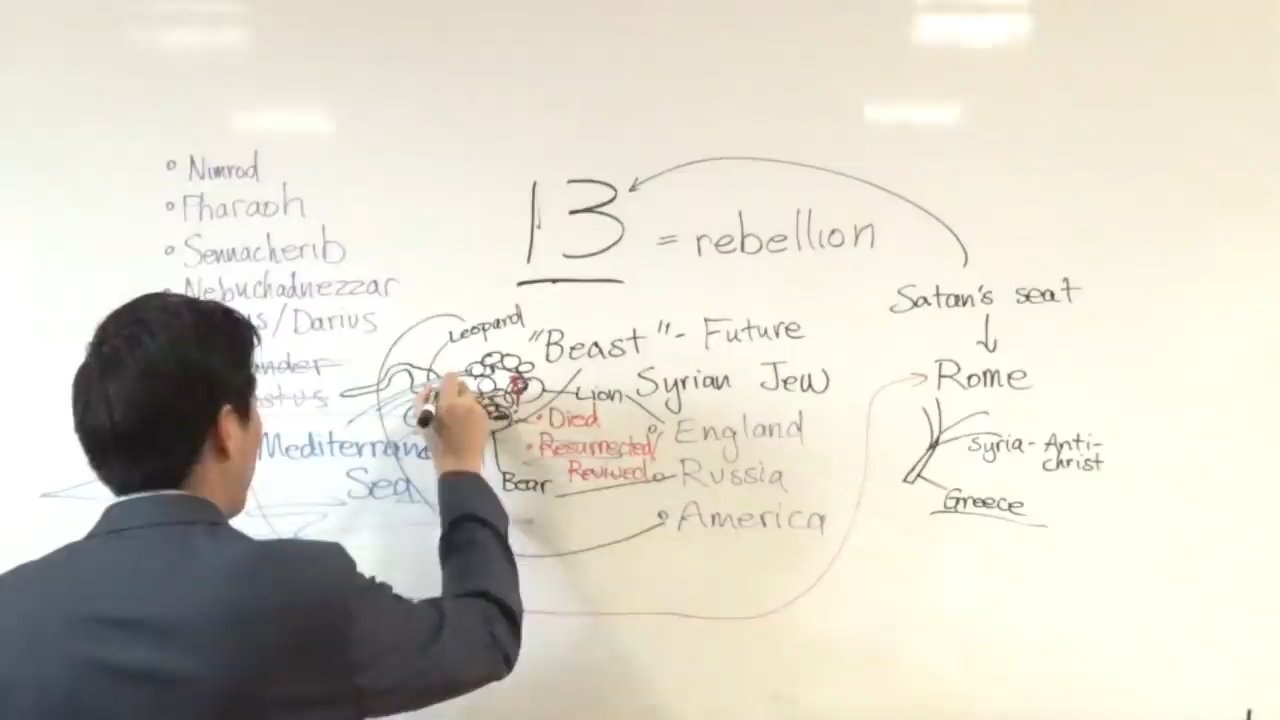 Nimrod
Pharaoh
Sennacherib
Nebuchadnezzar
/Darius
13
= rebellion
Satan's seat
Rome
Syria - Anti-
christ
Greece
Leopard
"Beast" - Future
Syrian Jew
Lion
England
Died
Resurrected/
Revived
Russia
Bear
America
Mediterran
Sea